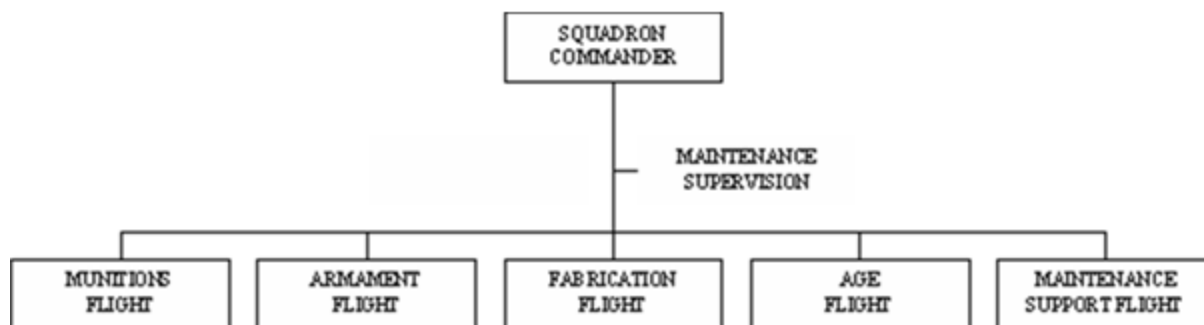 SQUADRON
COMMANDER
MAINTENANCE
SUPERVISION
MUNITIONS
FLIGHT
ARMAMENT
FLIGHT
FABRICATION
FLIGHT
AGE
FLIGHT
MAINTENANCE
SUPPORT FLIGHT